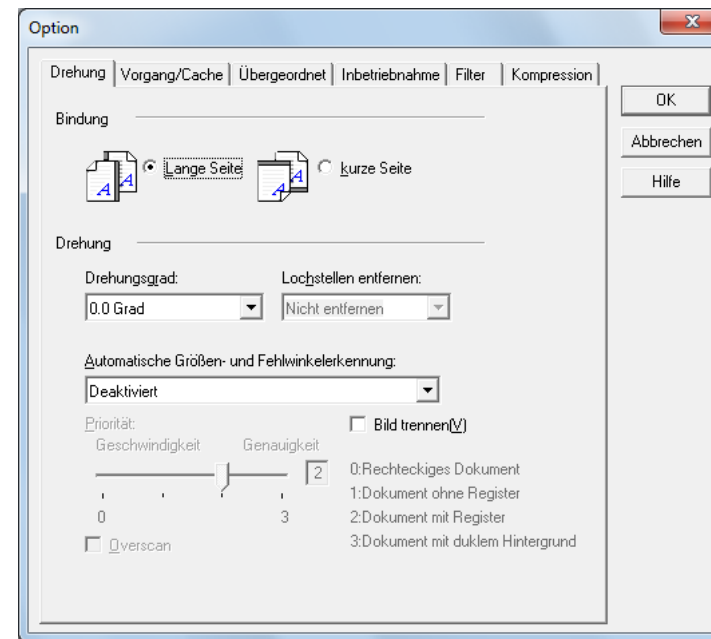 Option
Drehung Vorgang/Cache Übergeordnet Inbetriebnahme Filter Kompression
OK
Abbrechen
Hilfe
Bindung
Lange Seite kurze Seite
Drehung
Drehungsgrad: Lochstellen entfernen:
0.0 Grad Nicht entfernen
Automatische Größen- und Fehlwinkelerkennung:
Deaktiviert
Priorität: Bild trennen(V)
Geschwindigkeit Genauigkeit
2 0:Rechteckiges Dokument
1:Dokument ohne Register
0 3 2:Dokument mit Register
Overscan 3:Dokument mit duklem Hintergrund